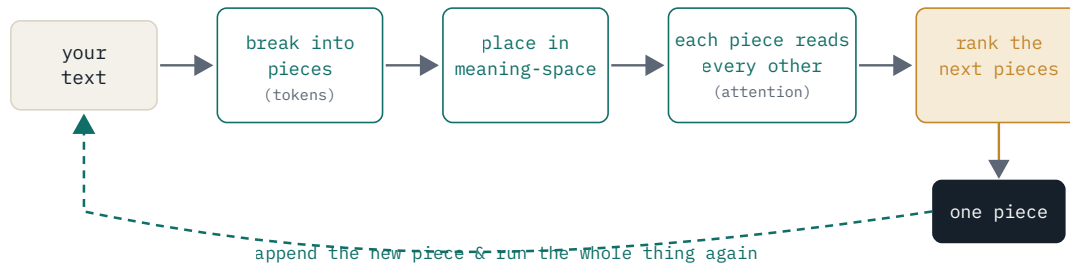 your
text
break into
pieces
(tokens)
place in
meaning-space
each piece reads
every other
(attention)
rank the
next pieces
one piece
append the new piece & run the whole thing again